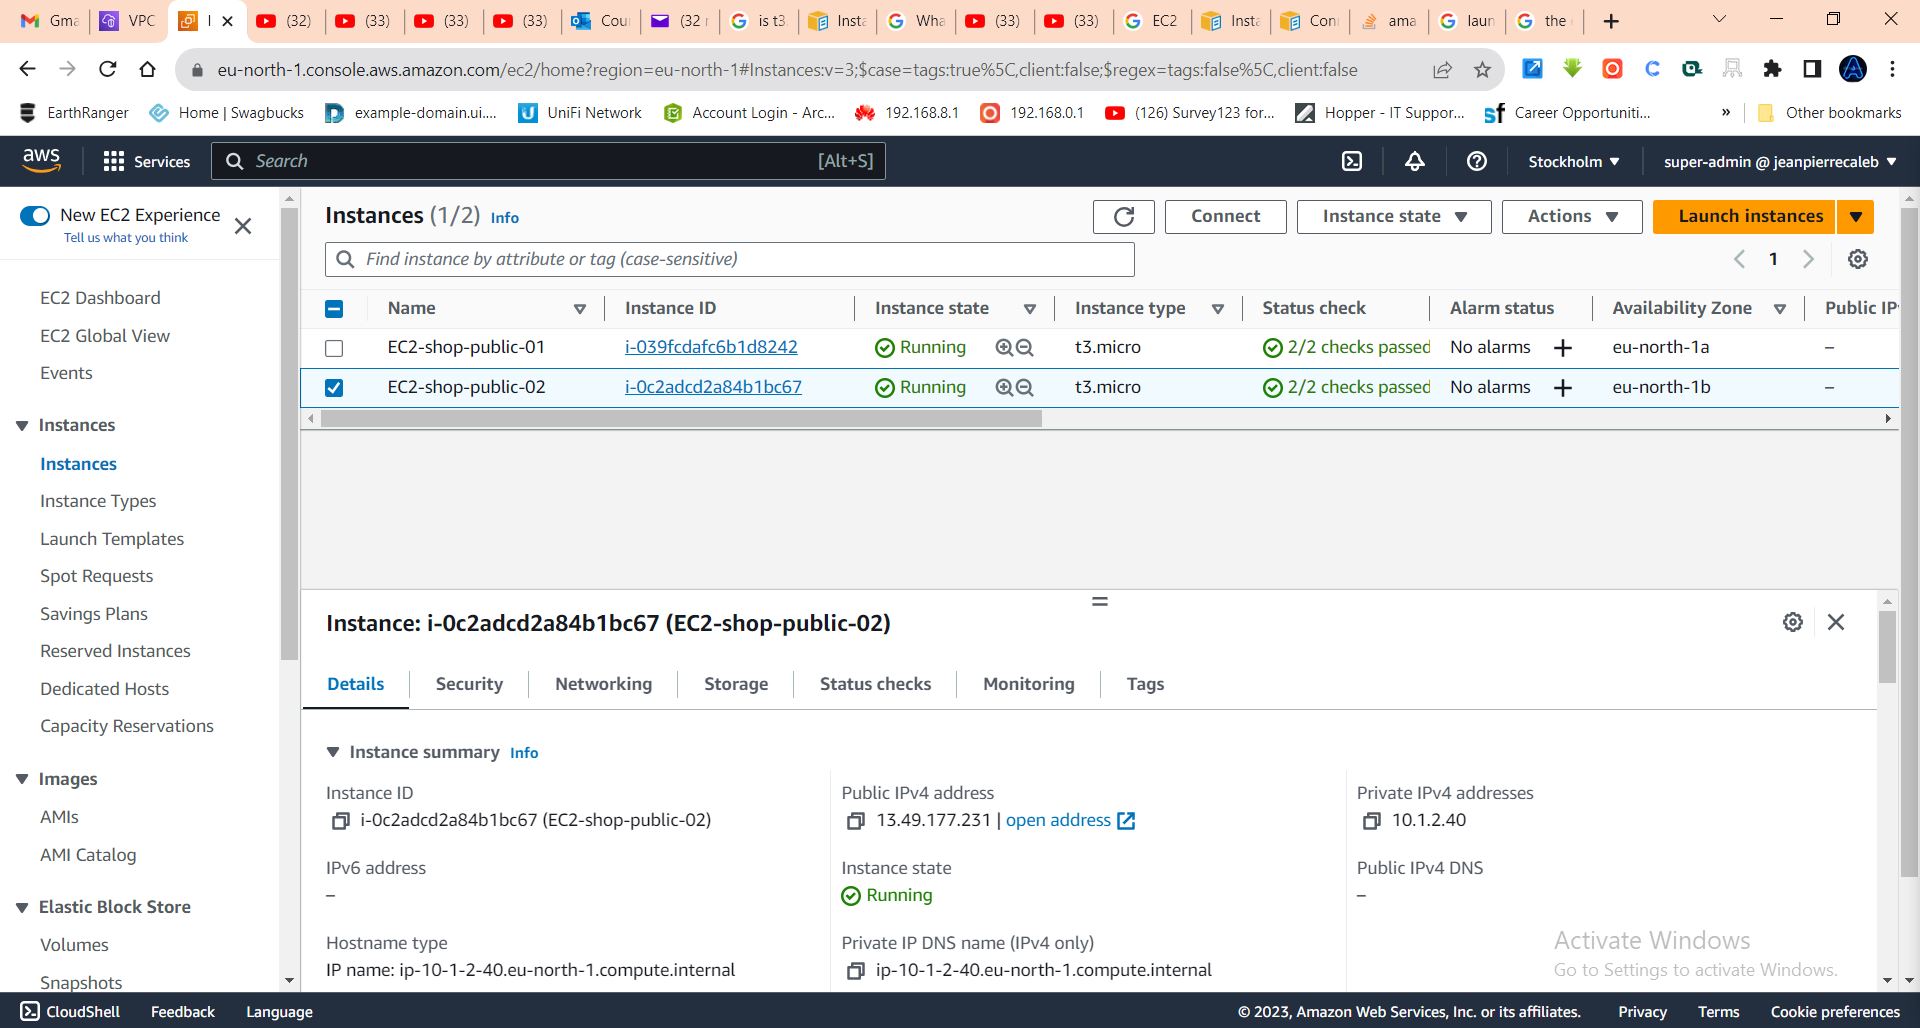 Gma
VPC
I
(32)
(33)
(33)
(33)
Cou
(32 r
is t3
Insta
Wha
(33)
(33)
EC2
Insta
Con
ama
laun
the
eu-north-1.console.aws.amazon.com/ec2/home?region=eu-north-1#Instances:v=3;$case=tags:true%5C,client:false;$regex=tags:false%5C,client:false
EarthRanger
Home | Swagbucks
example-domain.ui....
UniFi Network
Account Login - Arc...
192.168.8.1
192.168.0.1
(126) Survey123 for...
Hopper - IT Suppor...
Career Opportuniti...
»
Other bookmarks
aws
Services
Search
[Alt+S]
Stockholm
super-admin @ jeanpierrecaleb
New EC2 Experience
Tell us what you think
EC2 Dashboard
EC2 Global View
Events
Instances
Instances
Instance Types
Launch Templates
Spot Requests
Savings Plans
Reserved Instances
Dedicated Hosts
Capacity Reservations
Images
AMIs
AMI Catalog
Elastic Block Store
Volumes
Snapshots
Instances (1/2) Info
Connect
Instance state
Actions
Launch instances
Find instance by attribute or tag (case-sensitive)
1
Name Instance ID Instance state Instance type Status check Alarm status Availability Zone Public IP
EC2-shop-public-01 i-039fcdafc6b1d8242 Running t3.micro 2/2 checks passed No alarms + eu-north-1a –
EC2-shop-public-02 i-0c2adcd2a84b1bc67 Running t3.micro 2/2 checks passed No alarms + eu-north-1b –
Instance: i-0c2adcd2a84b1bc67 (EC2-shop-public-02)
Details Security Networking Storage Status checks Monitoring Tags
Instance summary Info
Instance ID
i-0c2adcd2a84b1bc67 (EC2-shop-public-02)
Public IPv4 address
13.49.177.231 | open address
Private IPv4 addresses
10.1.2.40
IPv6 address
–
Instance state
Running
Public IPv4 DNS
–
Hostname type
IP name: ip-10-1-2-40.eu-north-1.compute.internal
Private IP DNS name (IPv4 only)
ip-10-1-2-40.eu-north-1.compute.internal
Activate Windows
Go to Settings to activate Windows.
CloudShell
Feedback
Language
© 2023, Amazon Web Services, Inc. or its affiliates.
Privacy
Terms
Cookie preferences